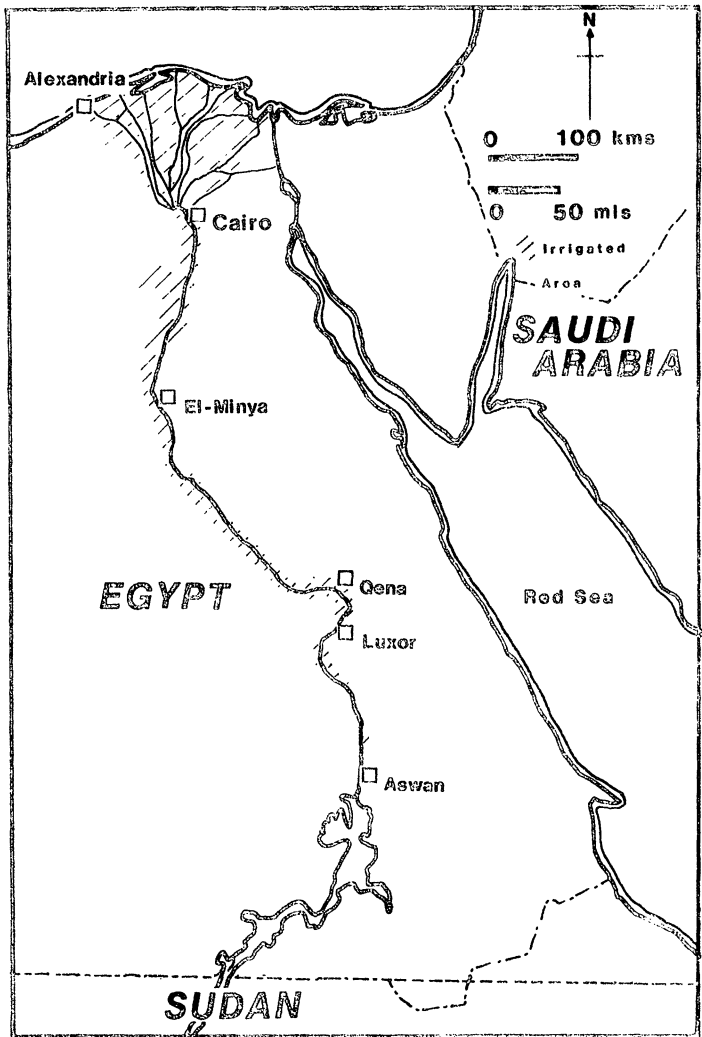 N
Alexandria
0 100 kms
0 50 mls
Cairo
Irrigated
Area
SAUDI
ARABIA
El-Minya
EGYPT
Qena
Red Sea
Luxor
Aswan
SUDAN